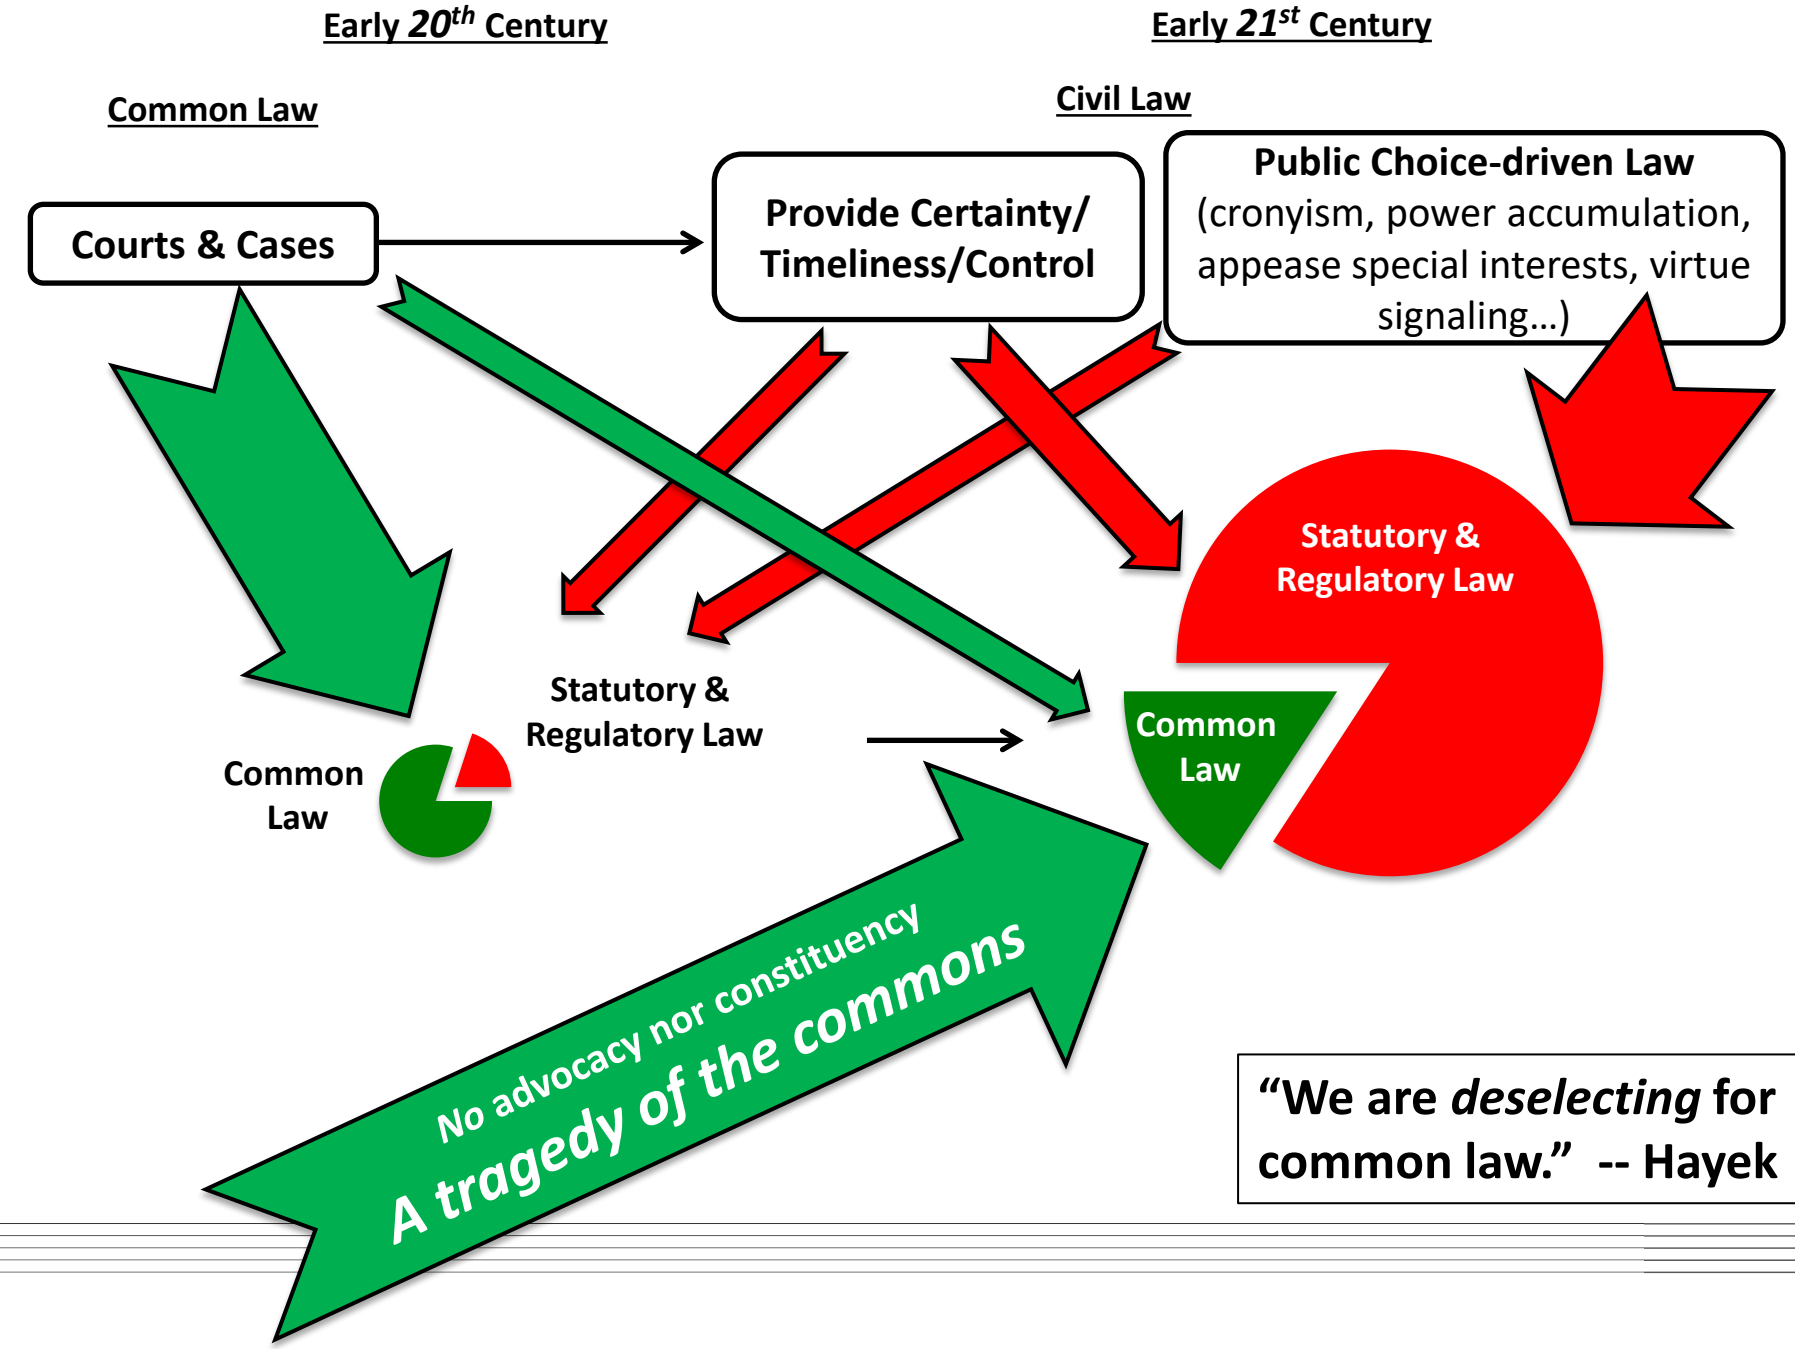 Early 20th Century
Early 21st Century
Common Law
Civil Law
Courts & Cases
Provide Certainty/
Timeliness/Control
Public Choice-driven Law
(cronyism, power accumulation,
appease special interests, virtue
signaling...)
Statutory &
Regulatory Law
Common
Law
Statutory &
Regulatory Law
Common
Law
No advocacy nor constituency
A tragedy of the commons
“We are deselecting for
common law.” -- Hayek